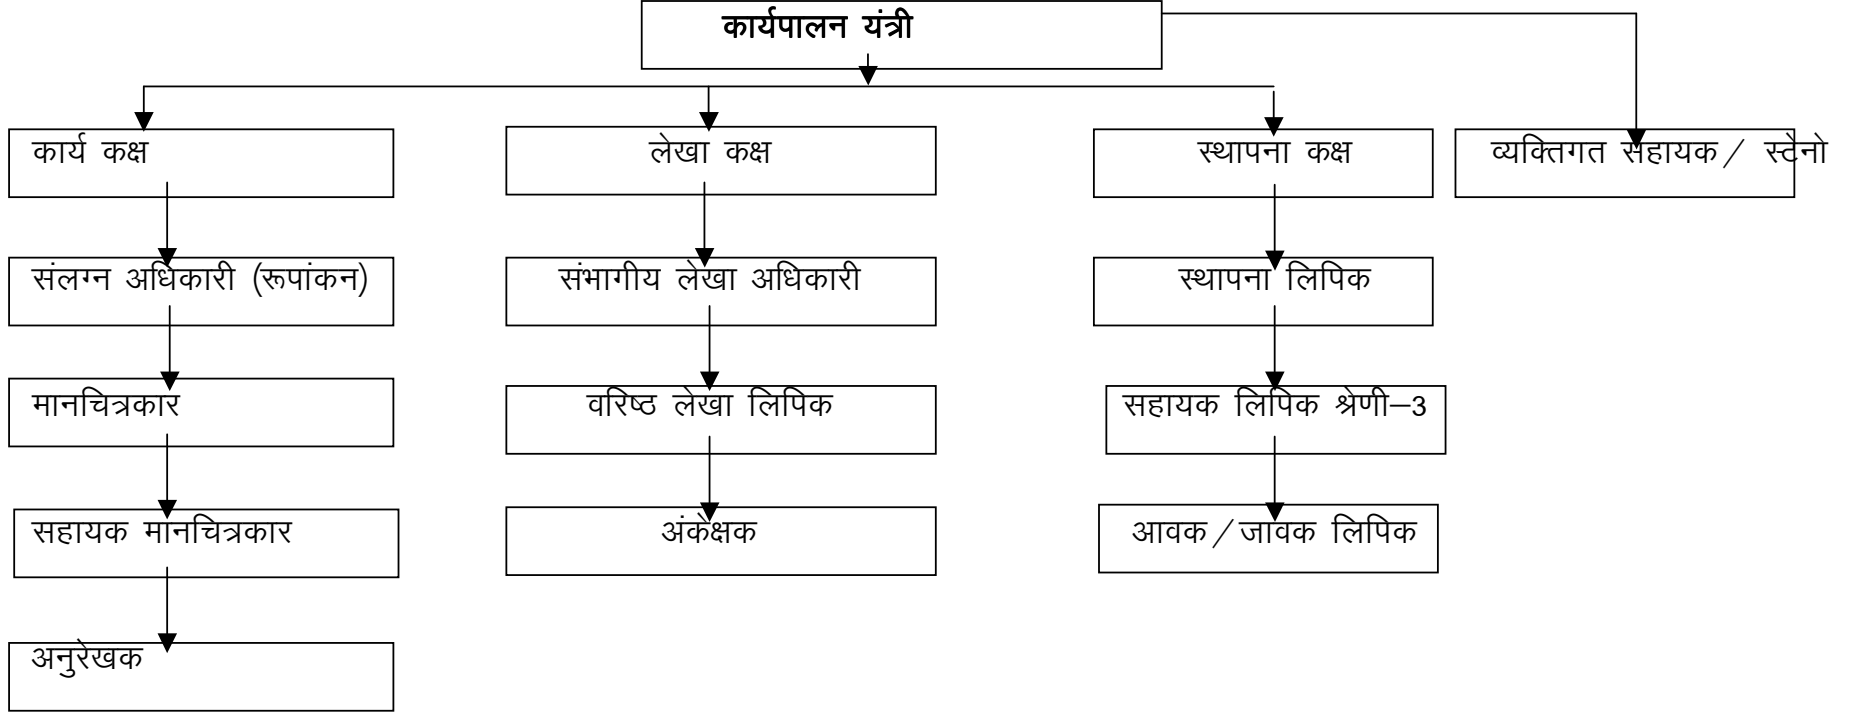 कार्यपालन यंत्री
कार्य कक्ष
लेखा कक्ष
स्थापना कक्ष
व्यक्तिगत सहायक / स्टेनो
संलग्न अधिकारी (रूपांकन)
संभागीय लेखा अधिकारी
स्थापना लिपिक
मानचित्रकार
वरिष्ठ लेखा लिपिक
सहायक लिपिक श्रेणी–3
सहायक मानचित्रकार
अंकेक्षक
आवक / जावक लिपिक
अनुरेखक